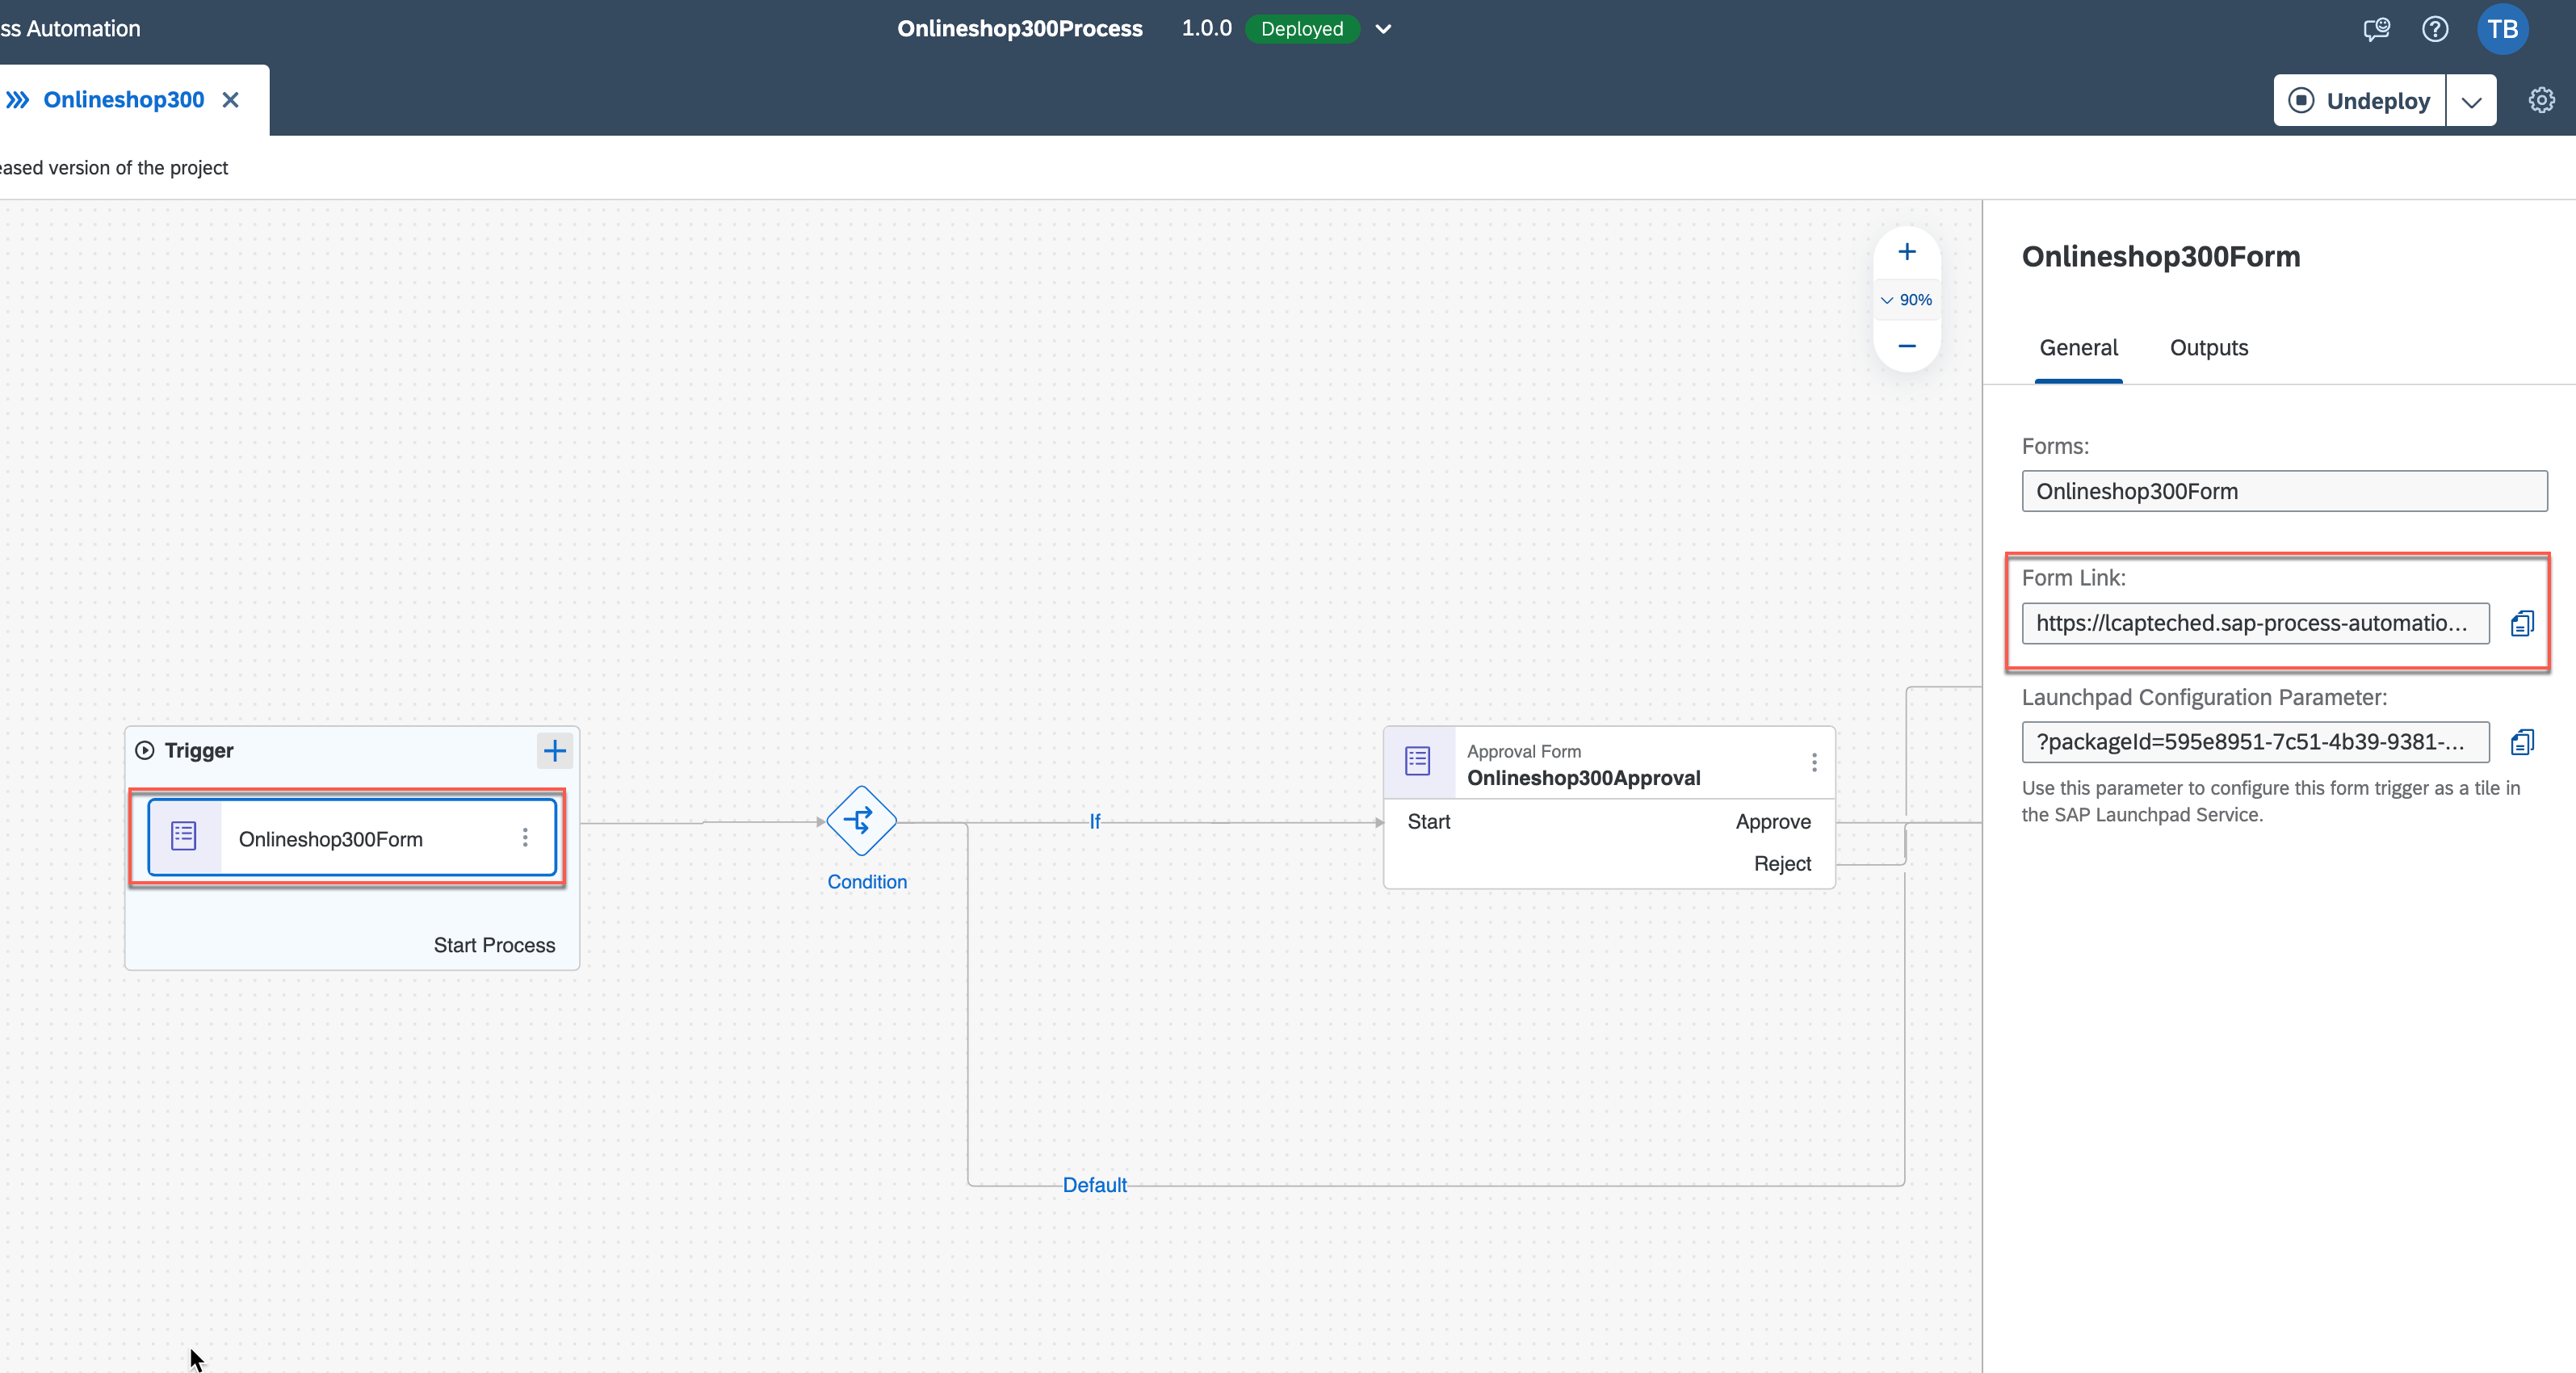 ss Automation
Onlineshop300Process 1.0.0 Deployed
TB
Onlineshop300
Undeploy
eased version of the project
90%
Onlineshop300Form
General Outputs
Forms:
Onlineshop300Form
Form Link:
https://lcapteched.sap-process-automatio...
Launchpad Configuration Parameter:
?packageId=595e8951-7c51-4b39-9381-...
Use this parameter to configure this form trigger as a tile in
the SAP Launchpad Service.
Trigger
Onlineshop300Form
Start Process
Condition
If
Default
Approval Form
Onlineshop300Approval
Start Approve
Reject